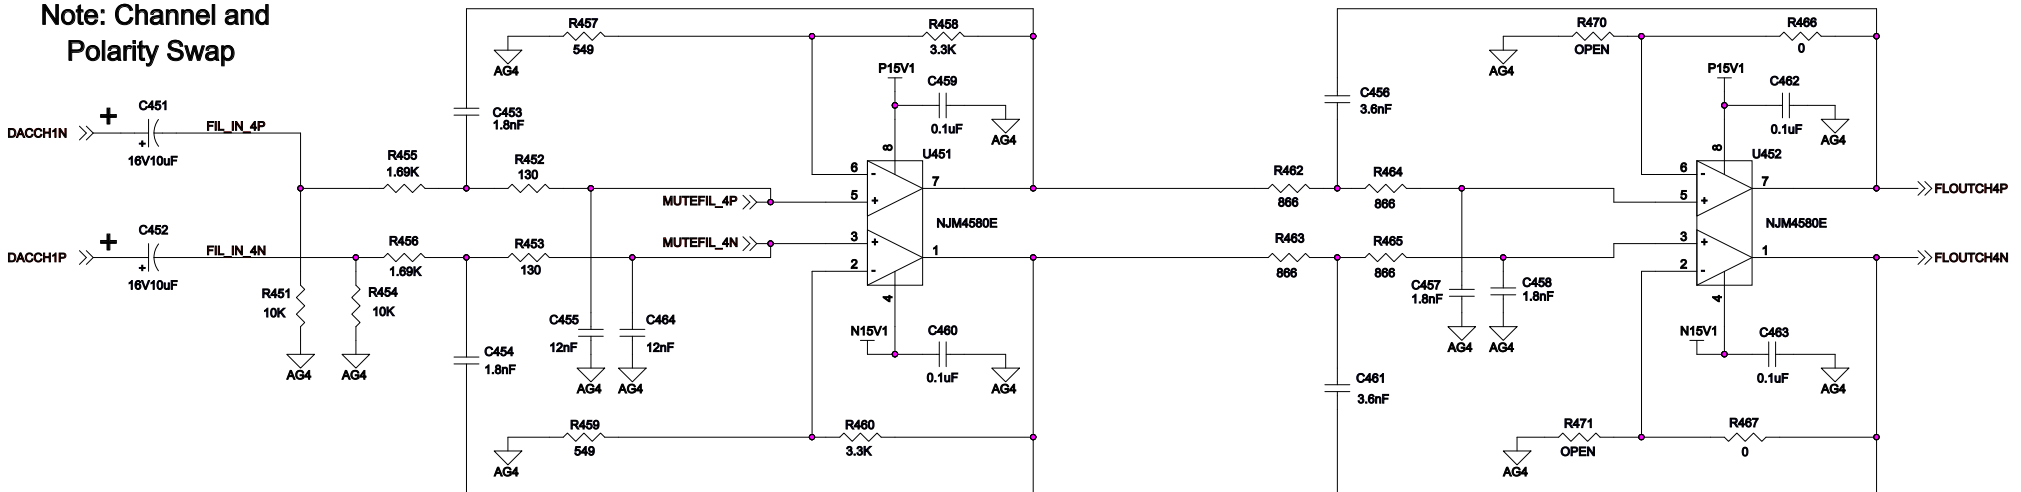 Note: Channel and
Polarity Swap
R457
549
AG4
R458
3.3K
R470
OPEN
AG4
R466
0
P15V1
C459
0.1uF
AG4
P15V1
C462
0.1uF
AG4
C451
+
DACCH1N
+
16V10uF
FIL_IN_4P
C453
1.8nF
C456
3.6nF
R455
1.69K
R452
130
MUTEFIL_4P
8
U451
6
-
5
+
7
NJM4580E
R462
866
R464
866
8
U452
6
-
5
+
7
NJM4580E
FLOUTCH4P
C452
+
DACCH1P
+
16V10uF
FIL_IN_4N
R456
1.69K
R453
130
MUTEFIL_4N
3
+
2
-
1
4
R463
866
R465
866
3
+
2
-
1
4
FLOUTCH4N
R451
10K
AG4
R454
10K
AG4
C454
1.8nF
C455
12nF
AG4
C464
12nF
AG4
N15V1
C460
0.1uF
AG4
C457
1.8nF
AG4
C458
1.8nF
AG4
C461
3.6nF
N15V1
C463
0.1uF
AG4
R459
549
AG4
R460
3.3K
R471
OPEN
AG4
R467
0